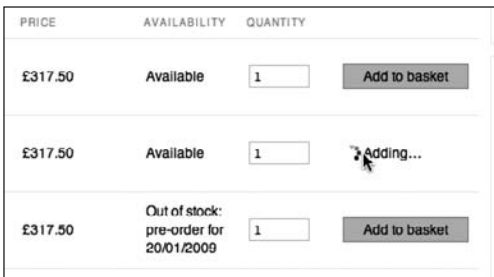 PRICE AVAILABILITY QUANTITY
£317.50 Available 1 Add to basket
£317.50 Available 1 Adding...
Out of stock:
£317.50 pre-order for 1 Add to basket
20/01/2009